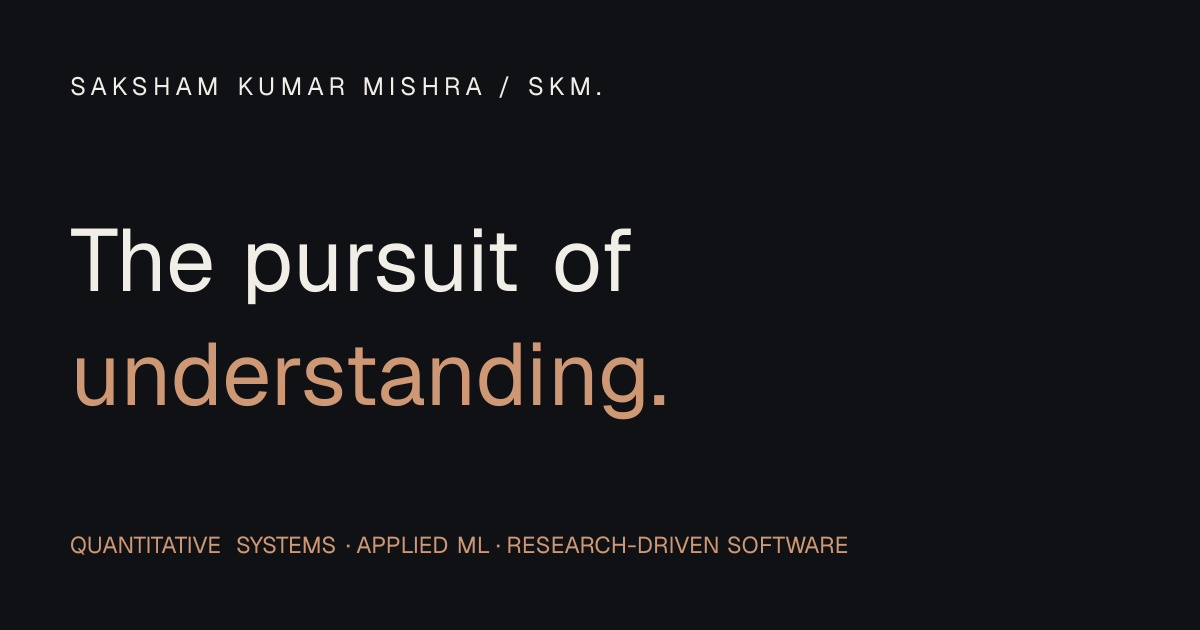 SAKSHAM KUMAR MISHRA / SKM.
The pursuit of
understanding.
QUANTITATIVE SYSTEMS · APPLIED ML · RESEARCH-DRIVEN SOFTWARE